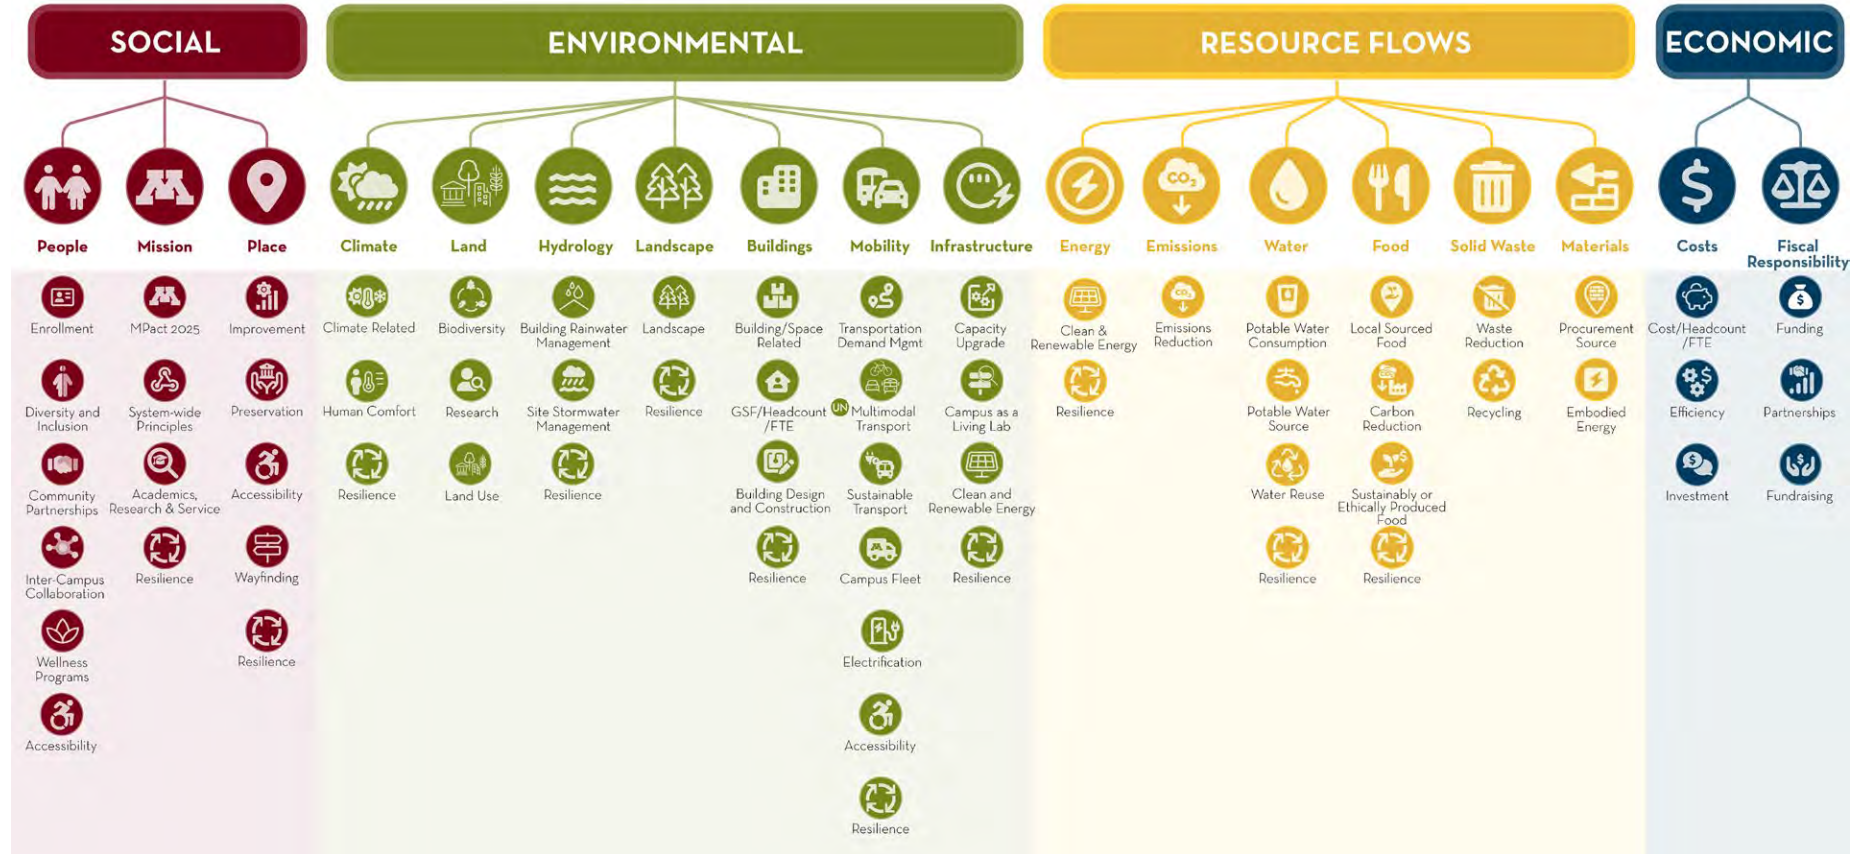 SOCIAL
ENVIRONMENTAL
RESOURCE FLOWS
ECONOMIC
People
Mission
Place
Climate
Land
Hydrology
Landscape
Buildings
Mobility
Infrastructure
Energy
Emissions
Water
Food
Solid Waste
Materials
Costs
Fiscal
Responsibility
Enrollment
Diversity and
Inclusion
Community
Partnerships
Inter-Campus
Collaboration
Wellness
Programs
Accessibility
MPact 2025
System-wide
Principles
Academics,
Research & Service
Resilience
Improvement
Preservation
Accessibility
Wayfinding
Resilience
Climate Related
Human Comfort
Resilience
Biodiversity
Research
Land Use
Building Rainwater
Management
Site Stormwater
Management
Resilience
Landscape
Resilience
Building/Space
Related
GSF/Headcount
/FTE
Building Design
and Construction
Resilience
Transportation
Demand Mgmt
UN
Multimodal
Transport
Sustainable
Transport
Campus Fleet
Electrification
Accessibility
Resilience
Capacity
Upgrade
Campus as a
Living Lab
Clean and
Renewable Energy
Resilience
Clean &
Renewable Energy
Resilience
CO₂
Emissions
Reduction
Potable Water
Consumption
Potable Water
Source
Water Reuse
Resilience
Local Sourced
Food
Carbon
Reduction
Sustainably or
Ethically Produced
Food
Resilience
Waste
Reduction
Recycling
Procurement
Source
Embodied
Energy
Cost/Headcount
/FTE
Efficiency
Investment
Funding
Partnerships
Fundraising